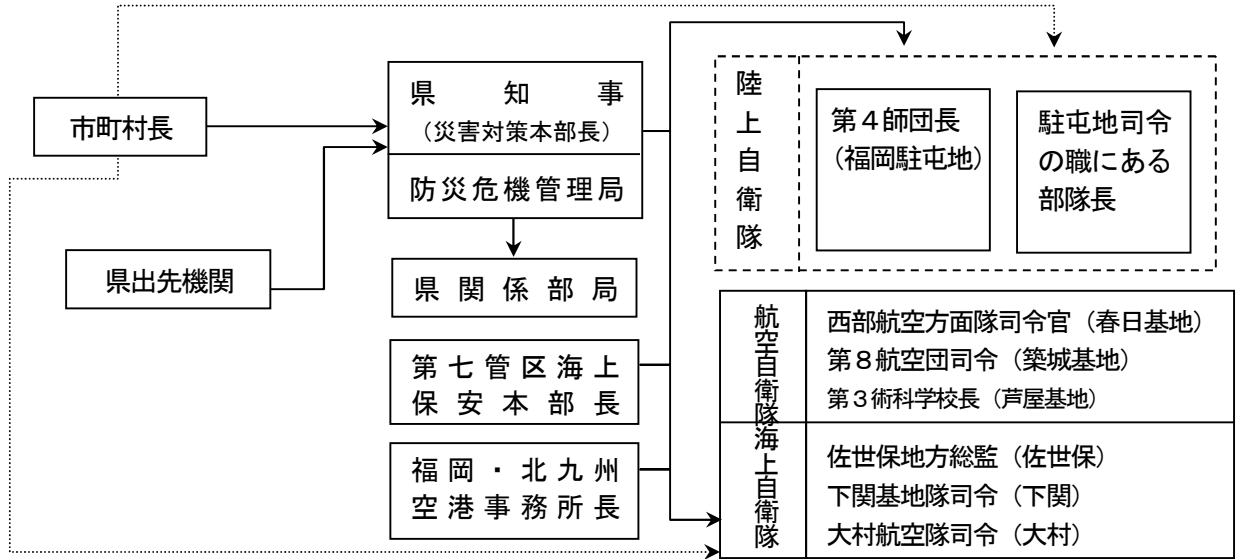 市町村長
県出先機関
県知事
（災害対策本部長）
防災危機管理局
県関係部局
第七管区海上
保安本部長
福岡・北九州
空港事務所長
陸上自衛隊
第４師団長
（福岡駐屯地）
駐屯地司令
の職にある
部隊長
航空自衛隊
西部航空方面隊司令官（春日基地）
第８航空団司令（築城基地）
第３術科学校長（芦屋基地）
海上自衛隊
佐世保地方総監（佐世保）
下関基地隊司令（下関）
大村航空隊司令（大村）